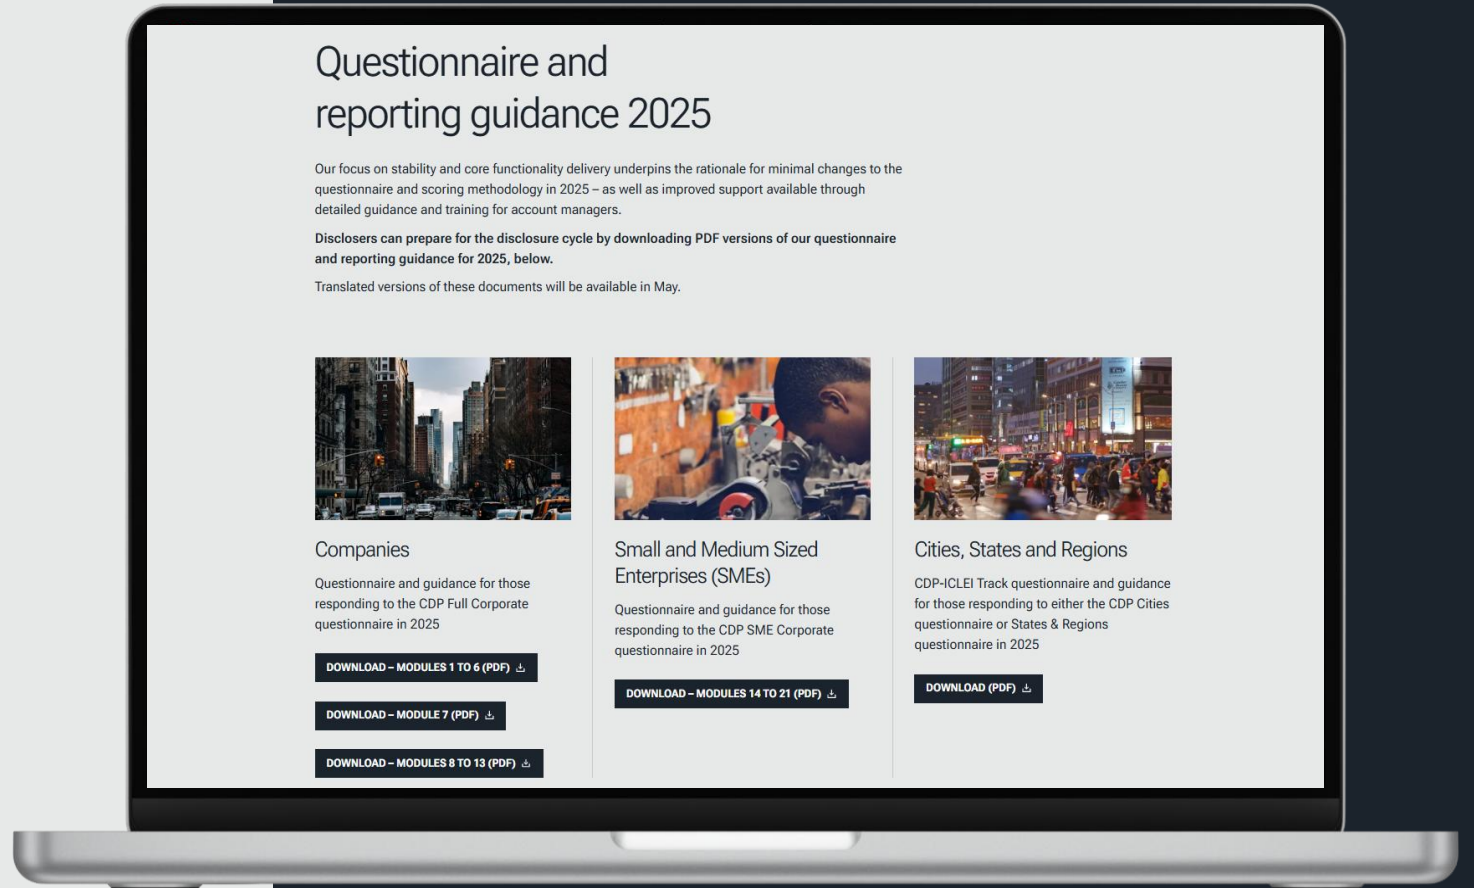 Questionnaire and
reporting guidance 2025
Our focus on stability and core functionality delivery underpins the rationale for minimal changes to the
questionnaire and scoring methodology in 2025 – as well as improved support available through
detailed guidance and training for account managers.
Disclosers can prepare for the disclosure cycle by downloading PDF versions of our questionnaire
and reporting guidance for 2025, below.
Translated versions of these documents will be available in May.
Companies
Questionnaire and guidance for those
responding to the CDP Full Corporate
questionnaire in 2025
DOWNLOAD – MODULES 1 TO 6 (PDF)
DOWNLOAD – MODULE 7 (PDF)
DOWNLOAD – MODULES 8 TO 13 (PDF)
Small and Medium Sized
Enterprises (SMEs)
Questionnaire and guidance for those
responding to the CDP SME Corporate
questionnaire in 2025
DOWNLOAD – MODULES 14 TO 21 (PDF)
Cities, States and Regions
CDP-ICLEI Track questionnaire and guidance
for those responding to either the CDP Cities
questionnaire or States & Regions
questionnaire in 2025
DOWNLOAD (PDF)